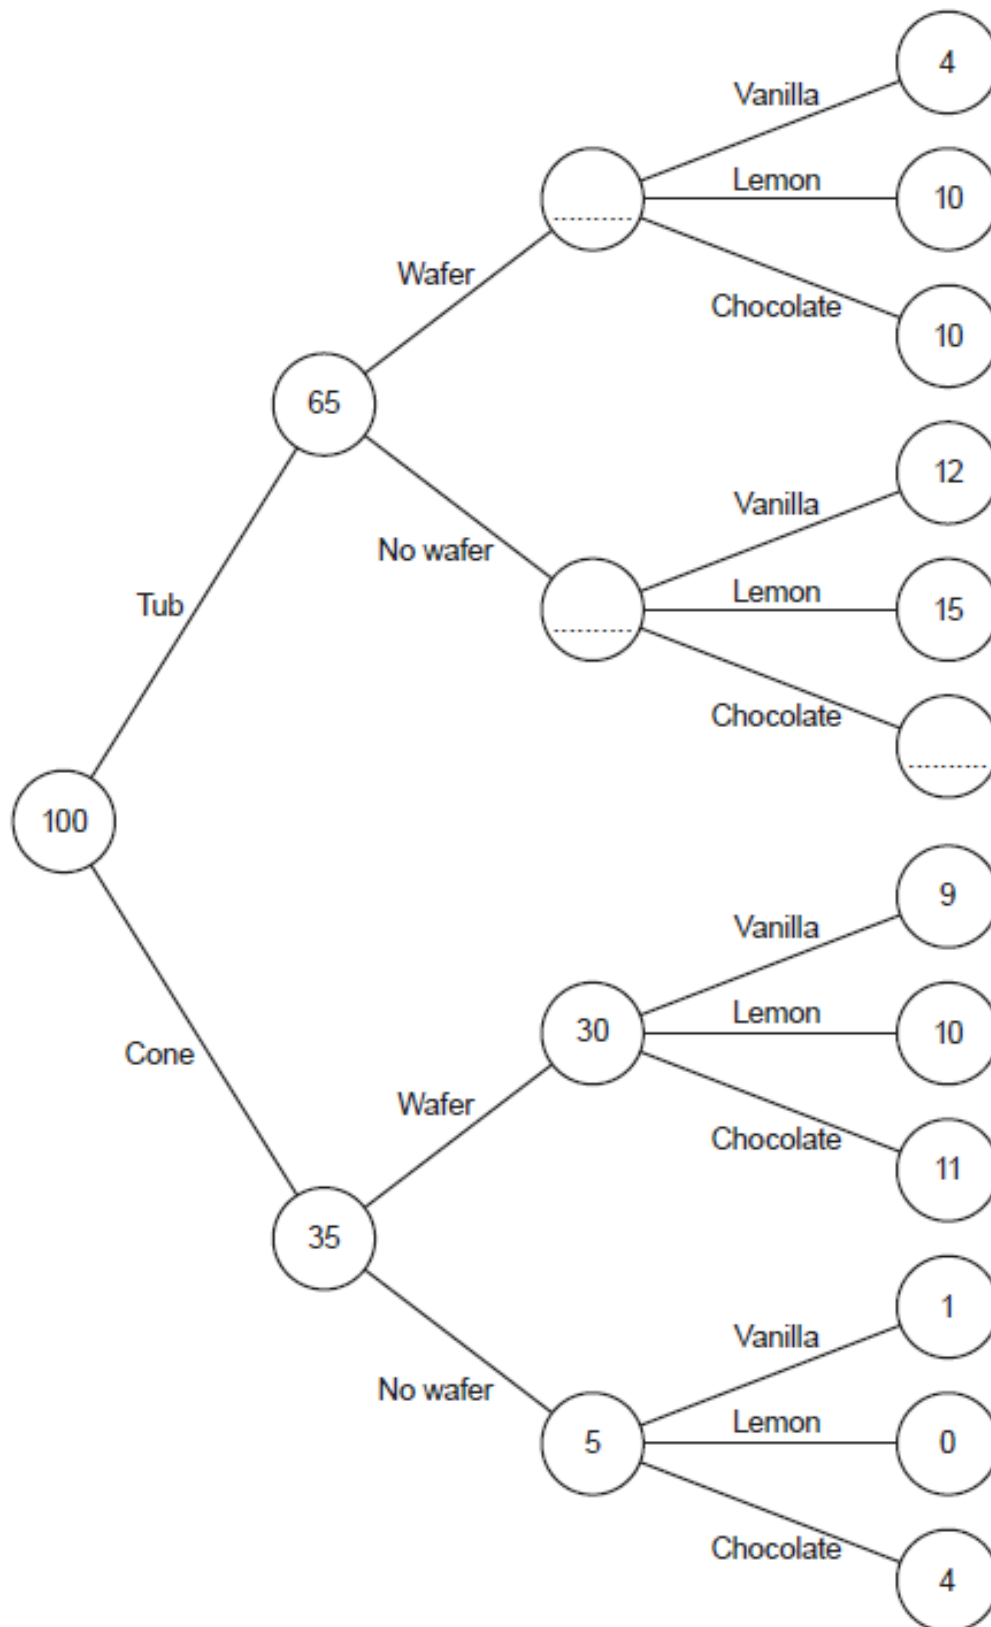 4
Vanilla
Lemon
10
Wafer
Chocolate
10
65
12
Vanilla
No wafer
Lemon
15
Tub
Chocolate
100
9
Vanilla
30
Lemon
10
Cone
Wafer
Chocolate
11
35
1
Vanilla
No wafer
Lemon
5
0
Chocolate
4